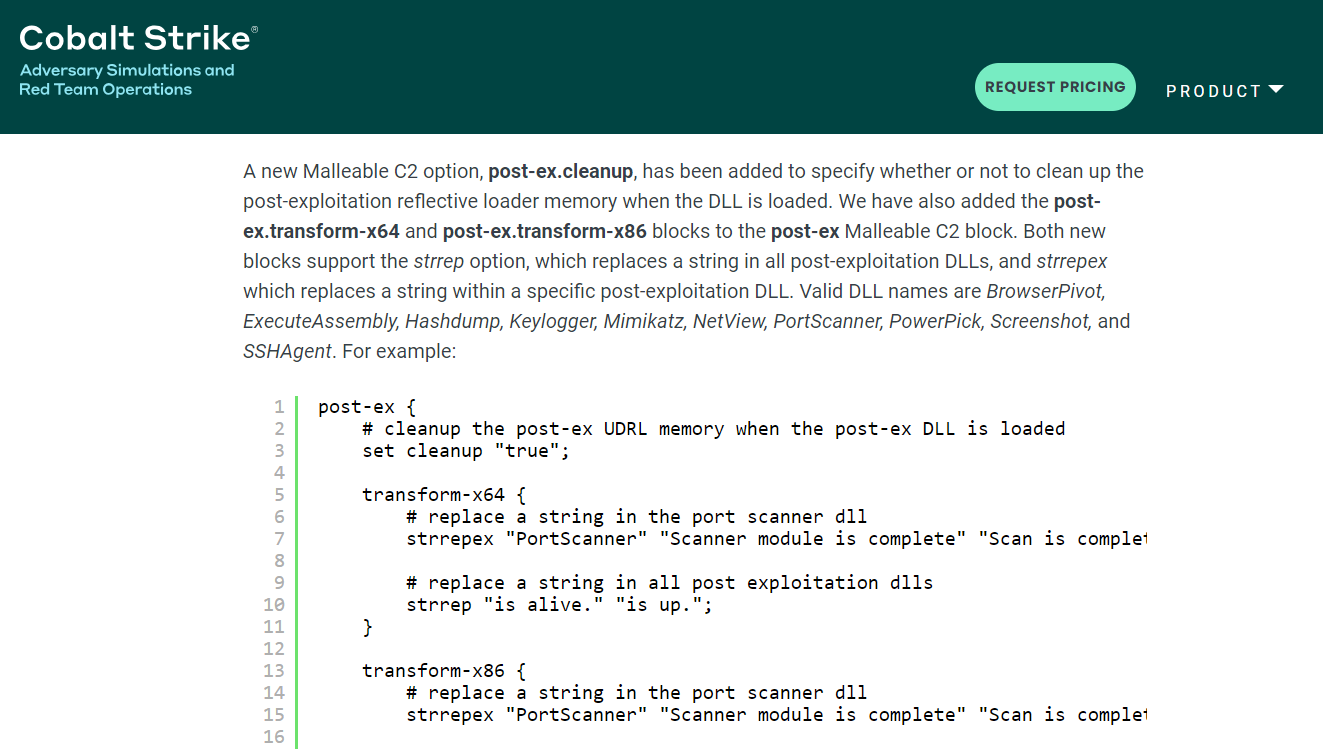 Cobalt Strike®
Adversary Simulations and
Red Team Operations
REQUEST PRICING
PRODUCT
A new Malleable C2 option, post-ex.cleanup, has been added to specify whether or not to clean up the
post-exploitation reflective loader memory when the DLL is loaded. We have also added the post-
ex.transform-x64 and post-ex.transform-x86 blocks to the post-ex Malleable C2 block. Both new
blocks support the strrep option, which replaces a string in all post-exploitation DLLs, and strrepex
which replaces a string within a specific post-exploitation DLL. Valid DLL names are BrowserPivot,
ExecuteAssembly, Hashdump, Keylogger, Mimikatz, NetView, PortScanner, PowerPick, Screenshot, and
SSHAgent. For example:
1 post-ex {
2 # cleanup the post-ex UDRL memory when the post-ex DLL is loaded
3 set cleanup "true";
4
5 transform-x64 {
6 # replace a string in the port scanner dll
7 strrepex "PortScanner" "Scanner module is complete" "Scan is complet
8
9 # replace a string in all post exploitation dlls
10 strrep "is alive." "is up.";
11 }
12
13 transform-x86 {
14 # replace a string in the port scanner dll
15 strrepex "PortScanner" "Scanner module is complete" "Scan is complet
16